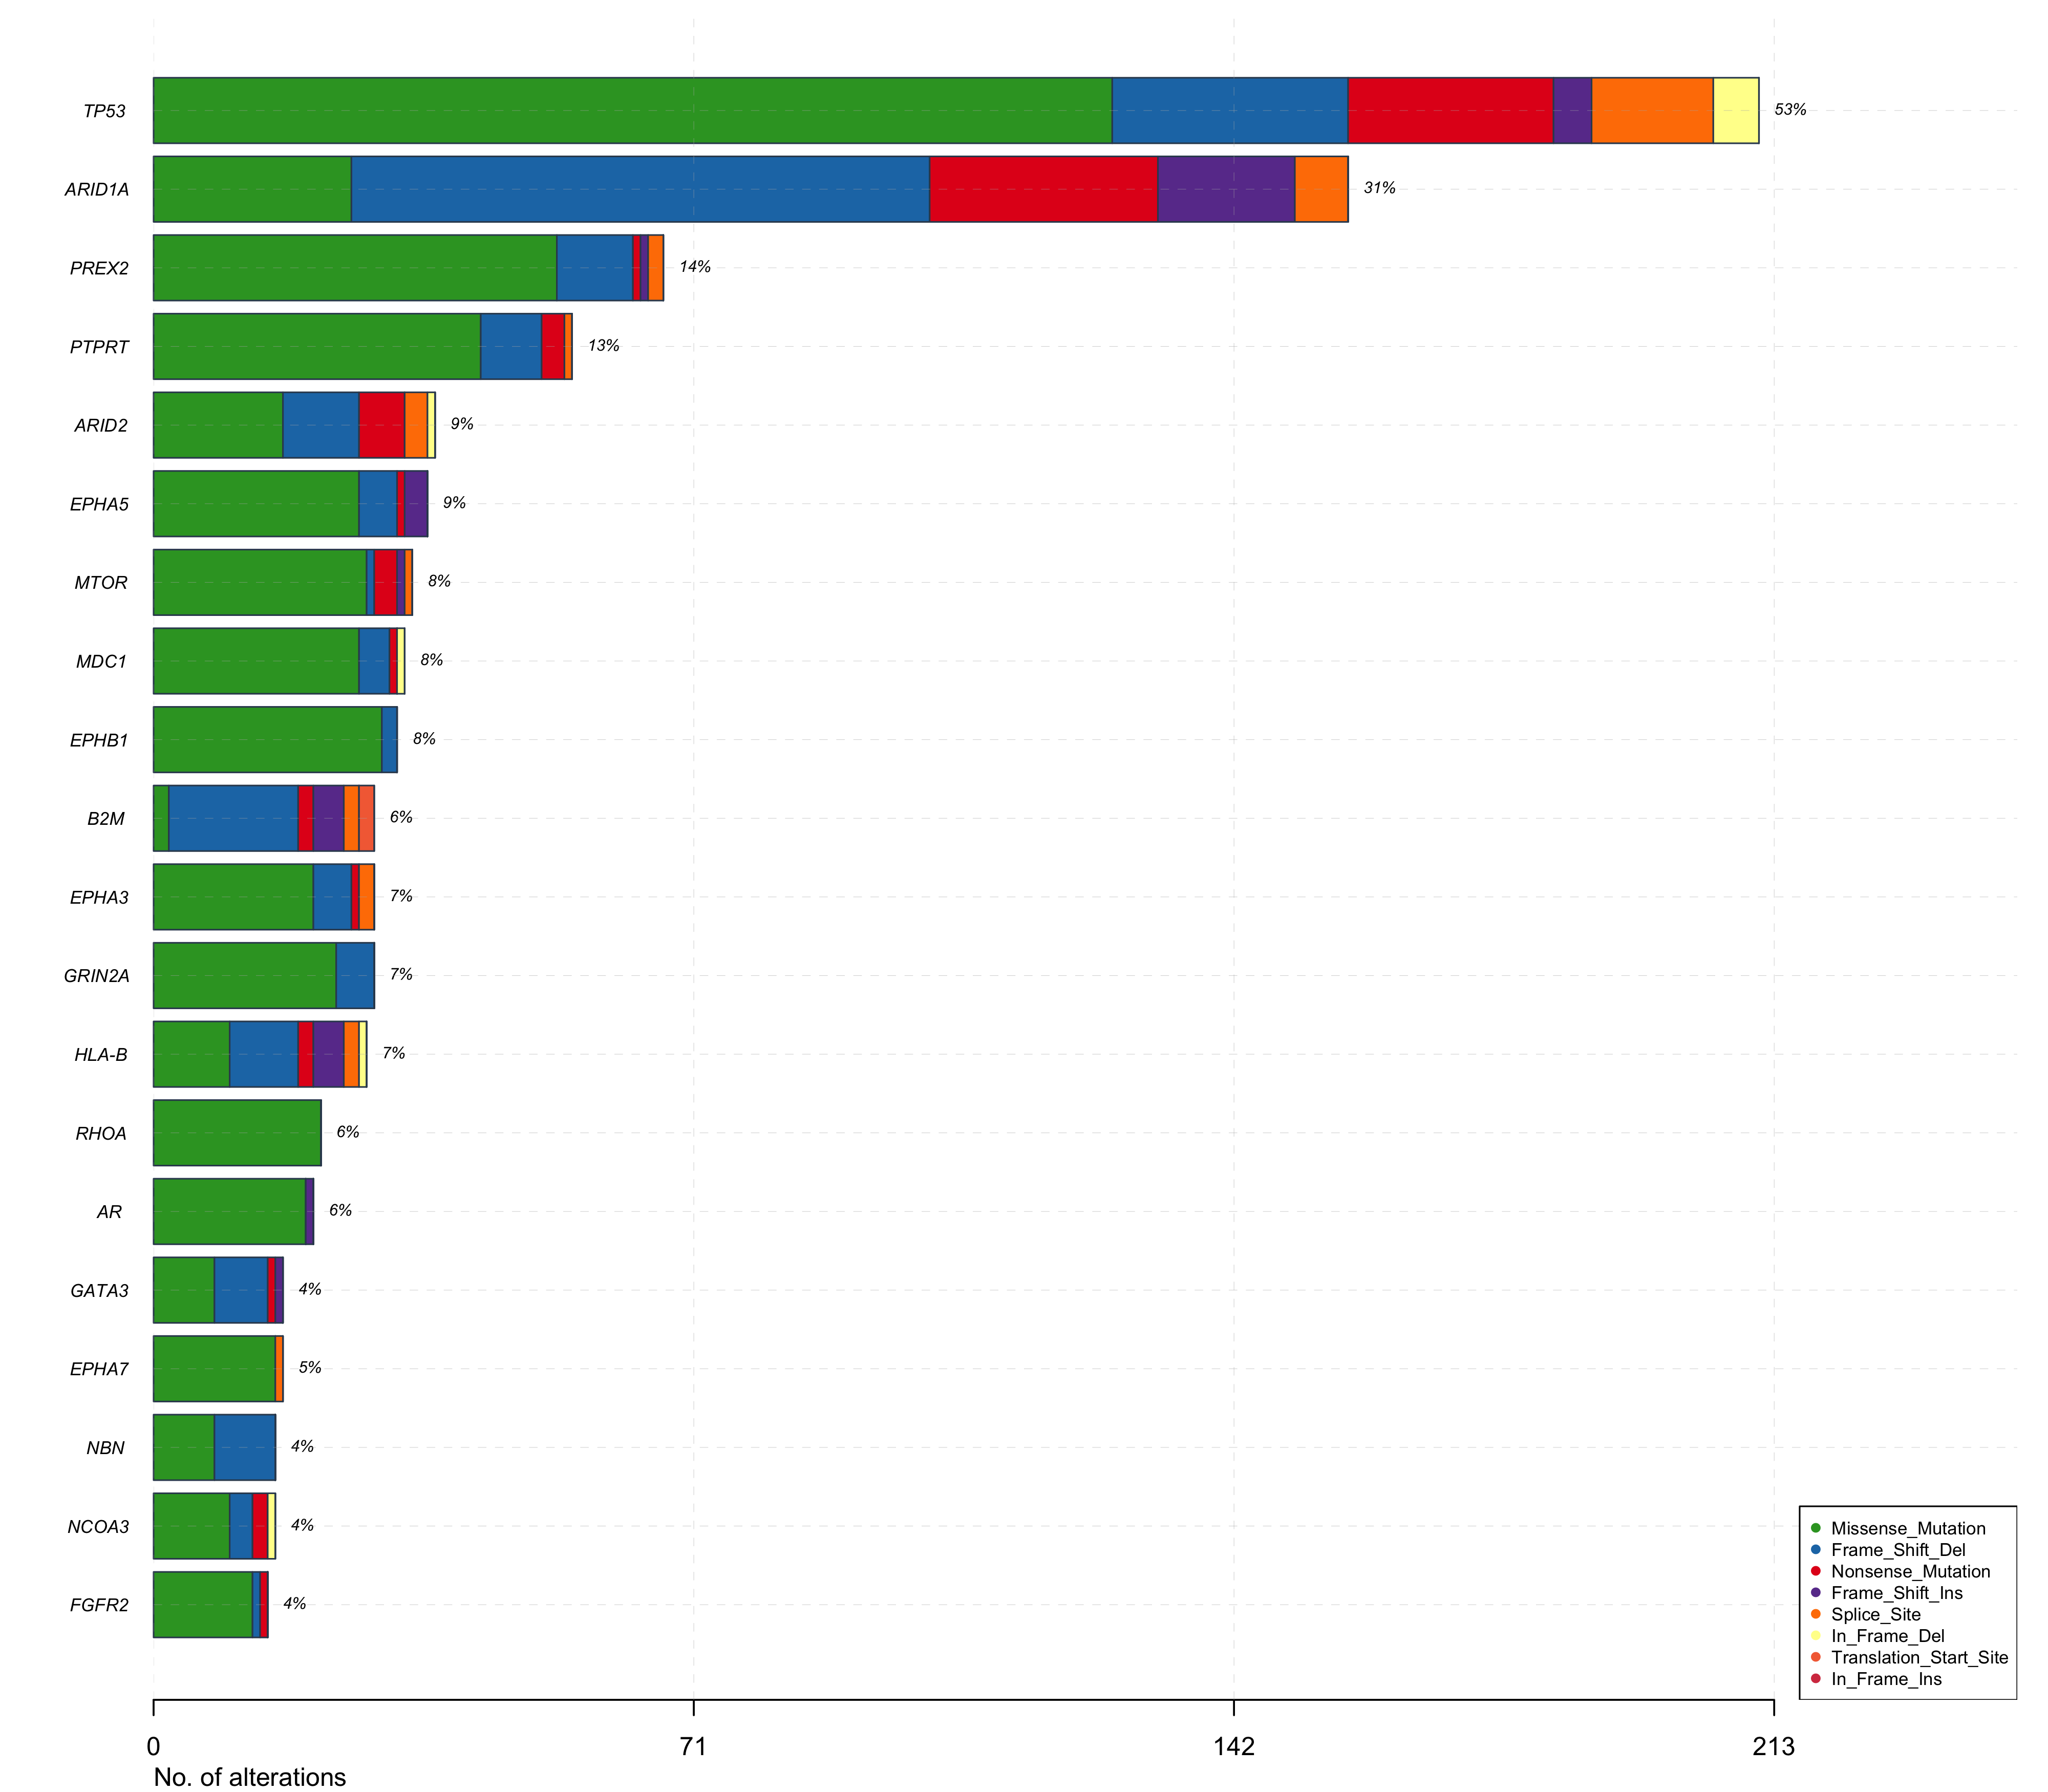 TP53 53%
ARID1A 31%
PREX2 14%
PTPRT 13%
ARID2 9%
EPHA5 9%
MTOR 8%
MDC1 8%
EPHB1 8%
B2M 6%
EPHA3 7%
GRIN2A 7%
HLA-B 7%
RHOA 6%
AR 6%
GATA3 4%
EPHA7 5%
NBN 4%
NCOA3 4%
FGFR2 4%
Missense_Mutation
Frame_Shift_Del
Nonsense_Mutation
Frame_Shift_Ins
Splice_Site
In_Frame_Del
Translation_Start_Site
In_Frame_Ins
0 71 142 213
No. of alterations